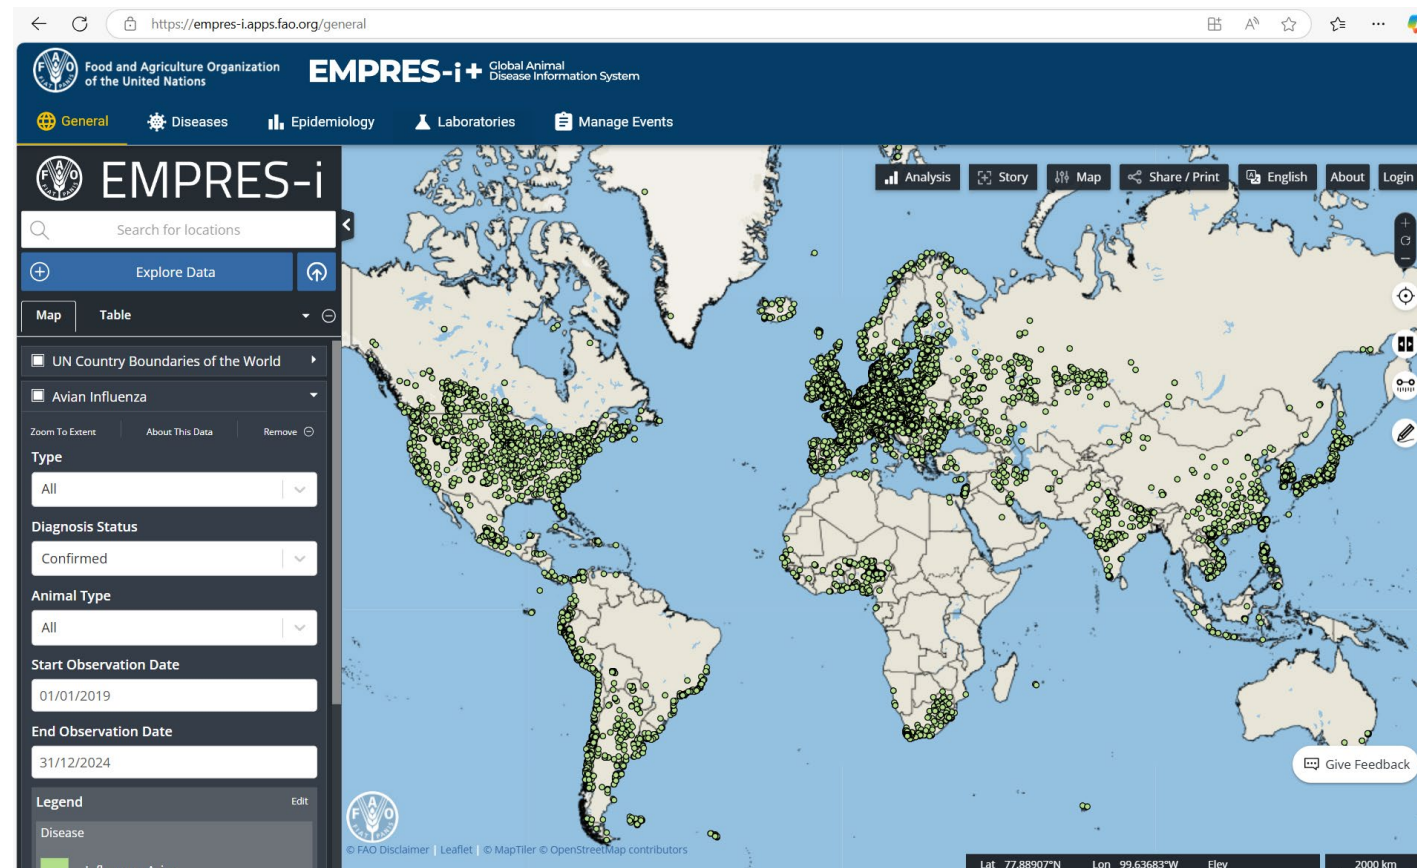 https://empres-i.apps.fao.org/general
Food and Agriculture Organization
of the United Nations
EMPRES-i+ Global Animal
Disease Information System
General
Diseases
Epidemiology
Laboratories
Manage Events
EMPRES-i
Search for locations
Explore Data
Map
Table
UN Country Boundaries of the World
Avian Influenza
Zoom To Extent
About This Data
Remove
Type
All
Diagnosis Status
Confirmed
Animal Type
All
Start Observation Date
01/01/2019
End Observation Date
31/12/2024
Legend
Edit
Disease
Analysis
Story
Map
Share / Print
English
About
Login
Give Feedback
© FAO Disclaimer | Leaflet | © MapTiler © OpenStreetMap contributors
Lat 77.88907°N Lon 99.63683°W Elev
2000 km